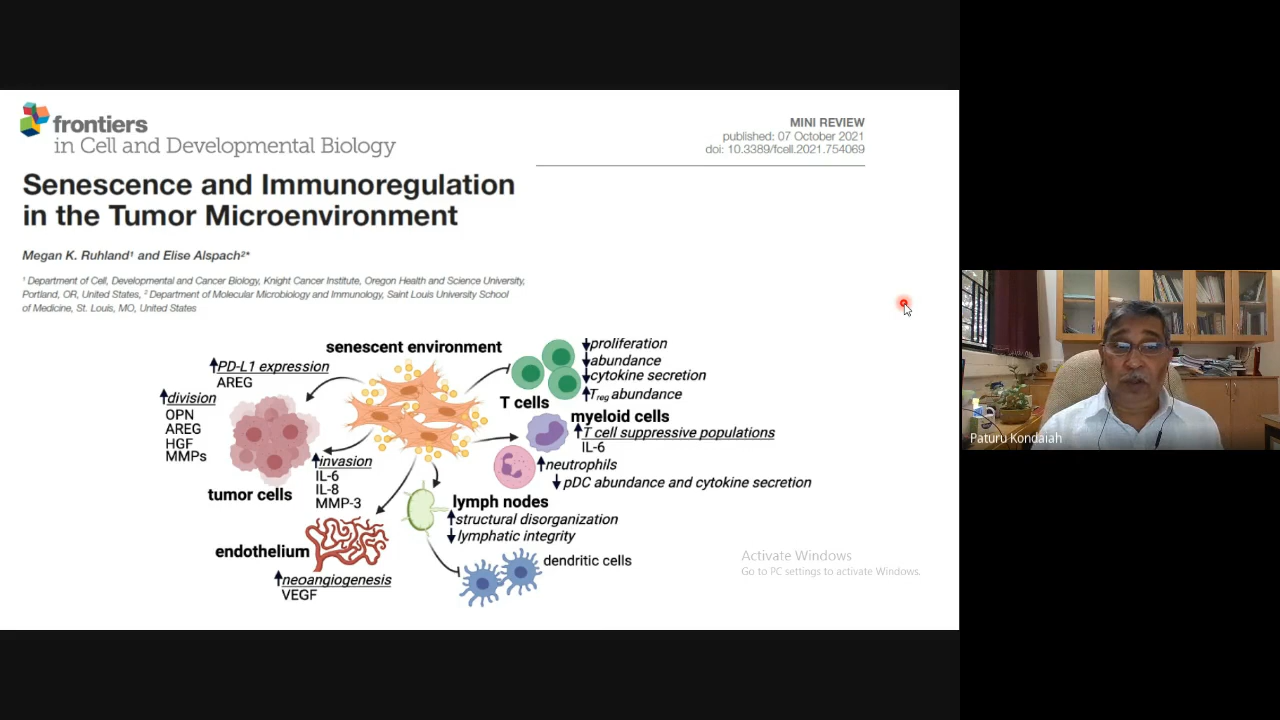 frontiers
in Cell and Developmental Biology
MINI REVIEW
published: 07 October 2021
doi: 10.3389/fcell.2021.754069
Senescence and Immunoregulation
in the Tumor Microenvironment
Megan K. Ruhland¹ and Elise Alspach²*
¹ Department of Cell, Developmental and Cancer Biology, Knight Cancer Institute, Oregon Health and Science University,
Portland, OR, United States, ² Department of Molecular Microbiology and Immunology, Saint Louis University School
of Medicine, St. Louis, MO, United States
senescent environment
↑PD-L1 expression
AREG
↑division
OPN
AREG
HGF
MMPs
tumor cells
↑invasion
IL-6
IL-8
MMP-3
endothelium
↑neoangiogenesis
VEGF
T cells
↓proliferation
↓abundance
↓cytokine secretion
↑Treg abundance
myeloid cells
↑T cell suppressive populations
IL-6
↑neutrophils
↓pDC abundance and cytokine secretion
lymph nodes
↑structural disorganization
↓lymphatic integrity
dendritic cells
Activate Windows
Go to PC settings to activate Windows.
Paturu Kondaiah